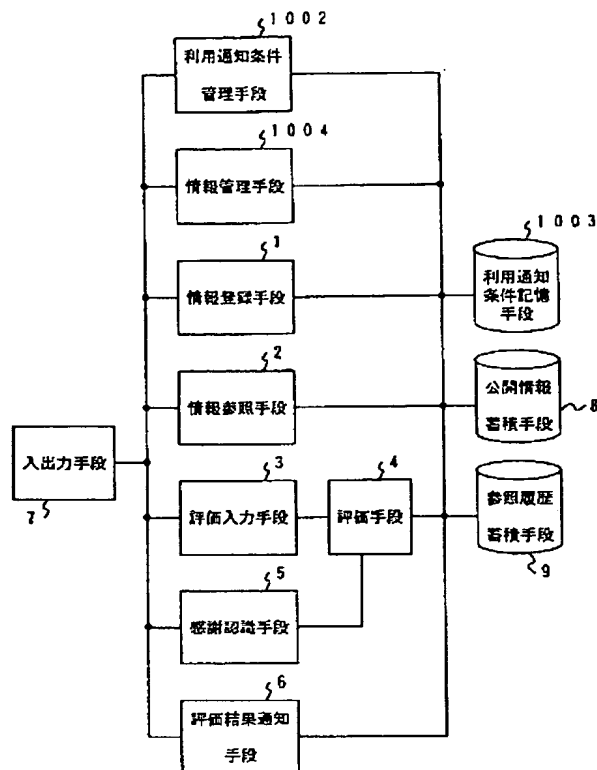 1002
利用通知条件
管理手段
1004
情報管理手段
1
情報登録手段
1003
利用通知
条件記憶
手段
2
情報参照手段
公開情報
蓄積手段
8
入出力手段
7
3
評価入力手段
4
評価手段
参照履歴
蓄積手段
9
5
感謝認識手段
6
評価結果通知
手段